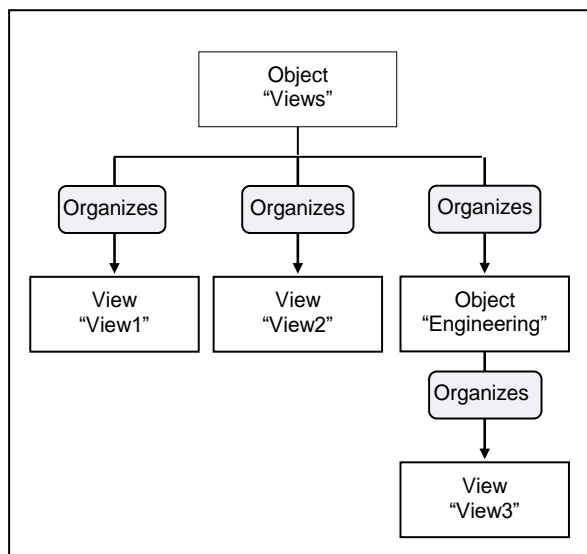 Object
“Views”
Organizes
Organizes
Organizes
View
“View1”
View
“View2”
Object
“Engineering”
Organizes
View
“View3”